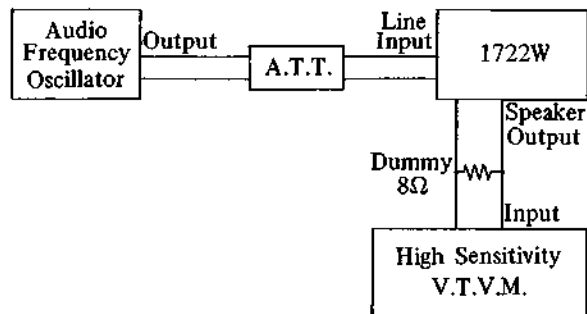 Audio
Frequency
Oscillator
Output
A.T.T.
Line
Input
1722W
Speaker
Output
Dummy
8Ω
Input
High Sensitivity
V.T.V.M.